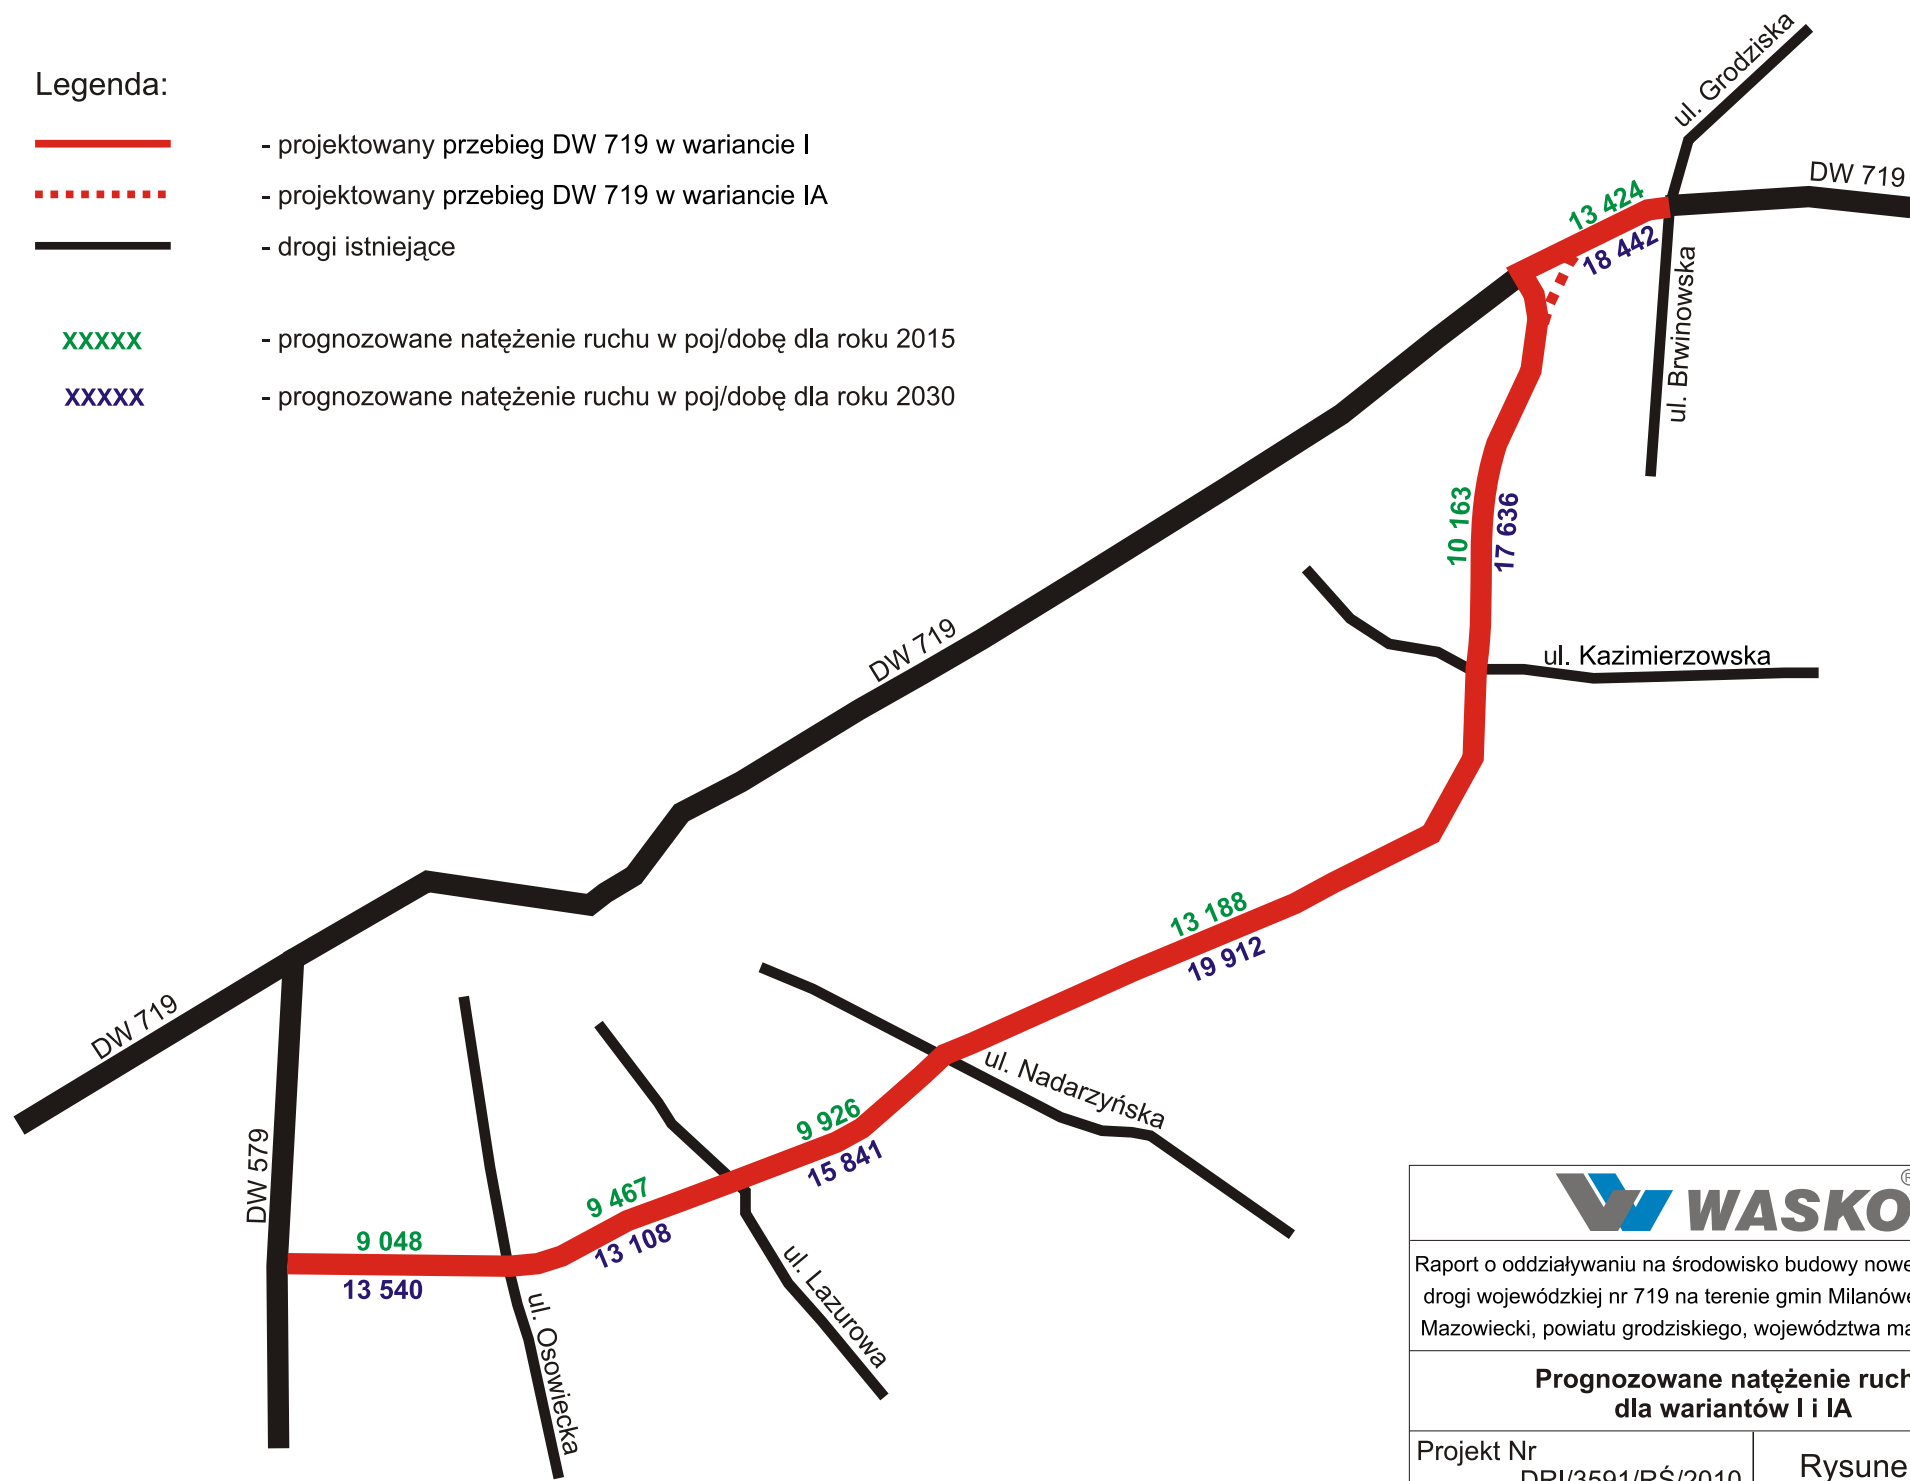 Legenda:
- projektowany przebieg DW 719 w wariancie I
- projektowany przebieg DW 719 w wariancie IA
- drogi istniejące
XXXXX - prognozowane natężenie ruchu w poj/dobę dla roku 2015
XXXXX - prognozowane natężenie ruchu w poj/dobę dla roku 2030
ul. Grodziska
DW 719
13 424
18 442
ul. Brwinowska
10 163
17 636
ul. Kazimierzowska
DW 719
13 188
19 912
DW 719
ul. Nadarzyńska
9 926
15 841
DW 579
9 467
13 108
9 048
13 540
ul. Lazurowa
ul. Osowiecka
WASKO
Raport o oddziaływaniu na środowisko budowy nowe
drogi wojewódzkiej nr 719 na terenie gmin Milanówe
Mazowiecki, powiatu grodziskiego, województwa ma
Prognozowane natężenie ruch
dla wariantów I i IA
Projekt Nr
DRI/3591/RŚ/2010
Rysune